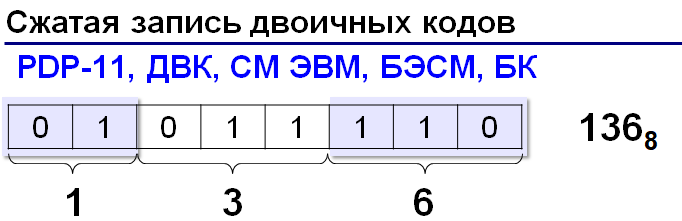 Сжатая запись двоичных кодов
PDP-11, ДВК, СМ ЭВМ, БЭСМ, БК
0 1 0 1 1 1 1 0 136₈
1 3 6